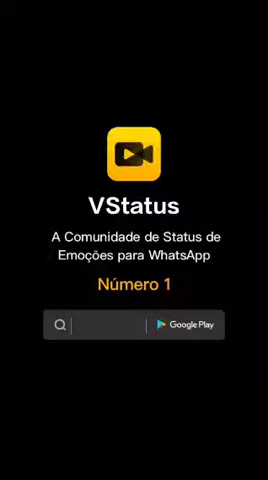 VStatus
A Comunidade de Status de
Emoções para WhatsApp
Número 1
Google Play